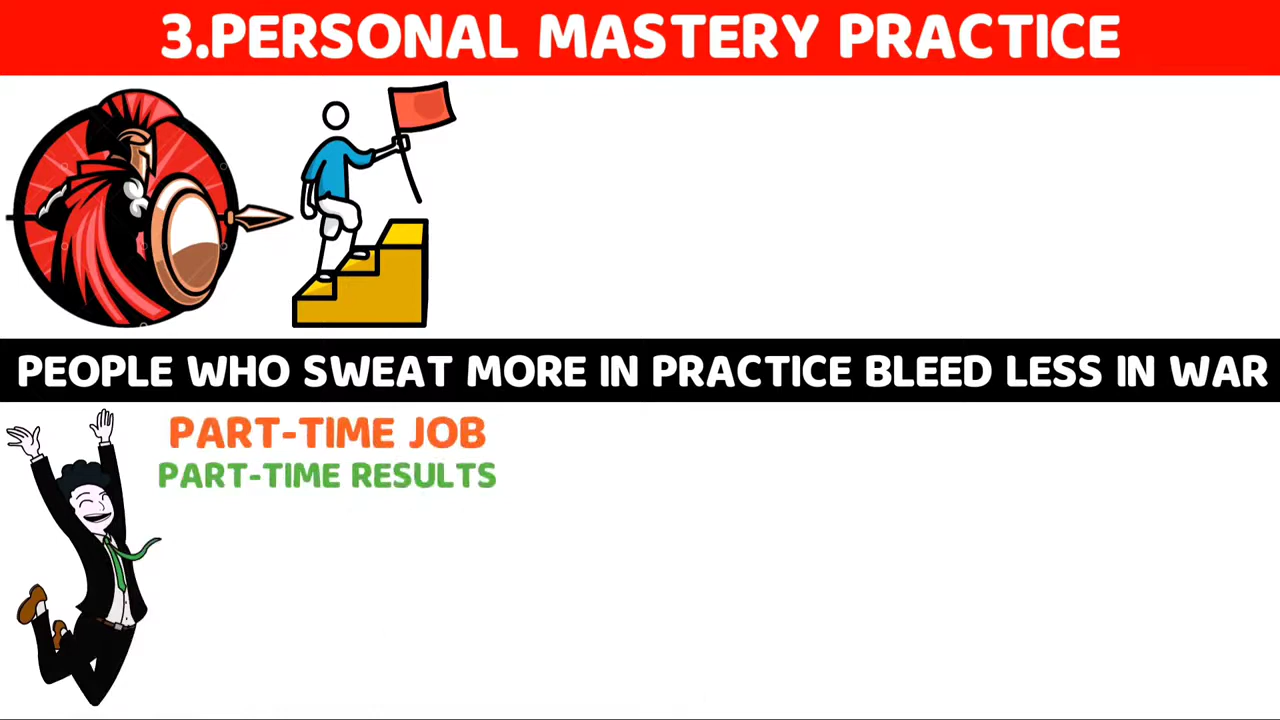 3.PERSONAL MASTERY PRACTICE
PEOPLE WHO SWEAT MORE IN PRACTICE BLEED LESS IN WAR
PART-TIME JOB
PART-TIME RESULTS